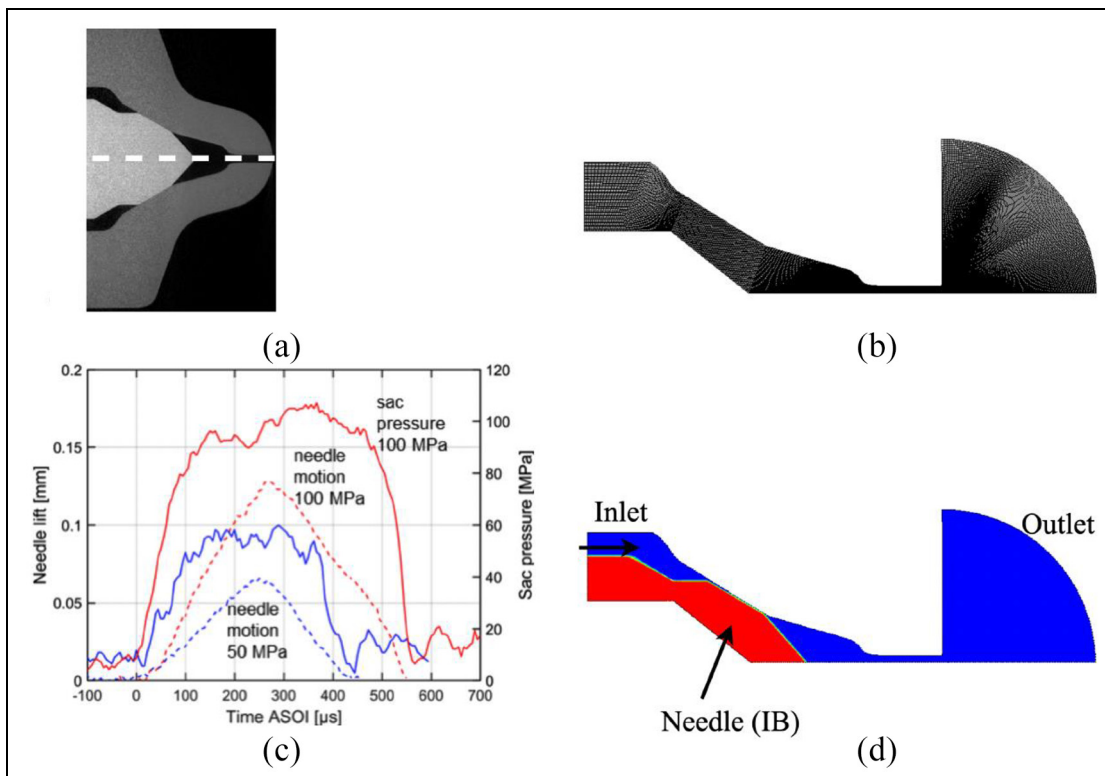 (a)
(b)
0.2
0.15
0.1
0.05
0
Needle lift [mm]
120
100
80
60
40
20
0
Sac pressure [MPa]
sac
pressure
100 MPa
needle
motion
100 MPa
needle
motion
50 MPa
-100 0 100 200 300 400 500 600 700
Time ASOI [µs]
(c)
Inlet
Outlet
Needle (IB)
(d)